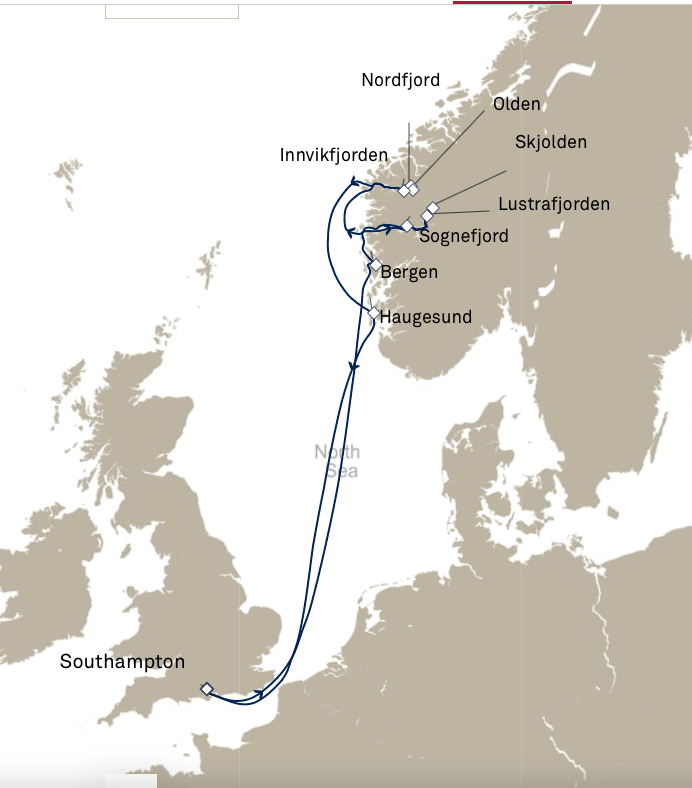 Nordfjord
Olden
Skjolden
Innvikfjorden
Lustrafjorden
Sognefjord
Bergen
Haugesund
North
Sea
Southampton